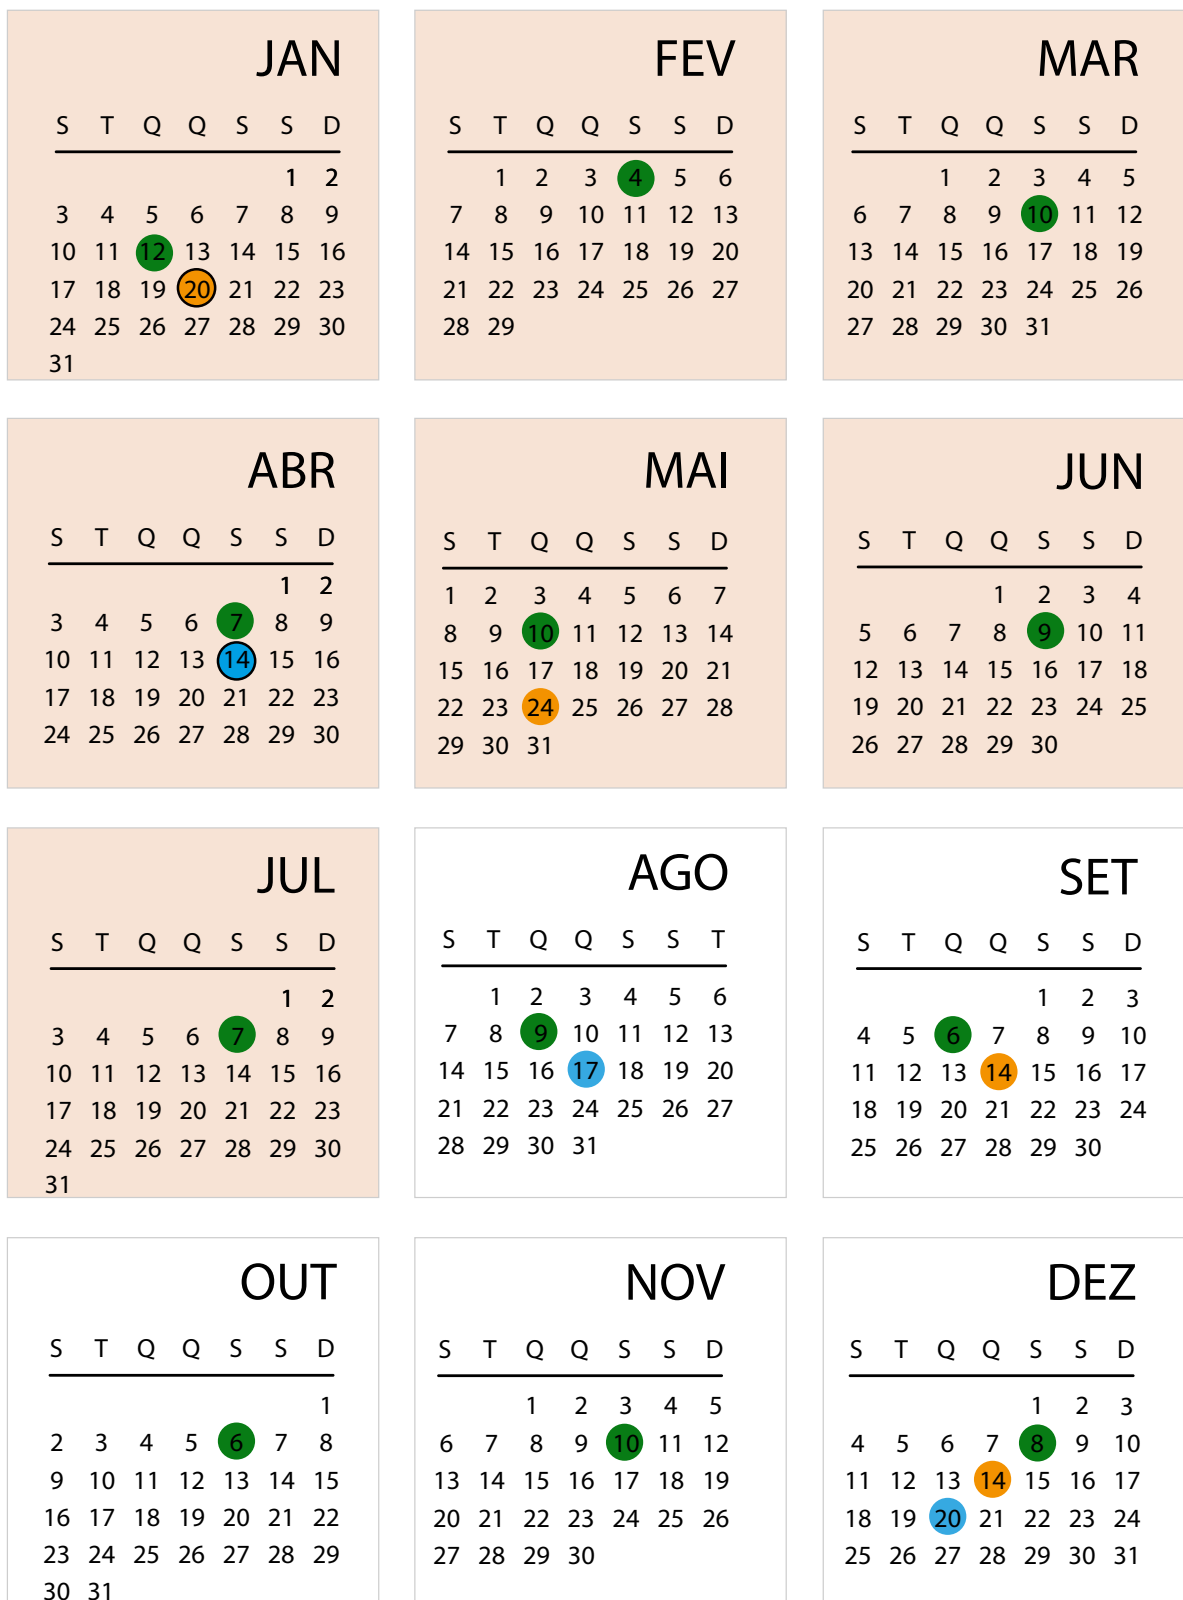 JAN
S T Q Q S S D
1 2
3 4 5 6 7 8 9
10 11 12 13 14 15 16
17 18 19 20 21 22 23
24 25 26 27 28 29 30
31
FEV
S T Q Q S S D
1 2 3 4 5 6
7 8 9 10 11 12 13
14 15 16 17 18 19 20
21 22 23 24 25 26 27
28 29
MAR
S T Q Q S S D
1 2 3 4 5
6 7 8 9 10 11 12
13 14 15 16 17 18 19
20 21 22 23 24 25 26
27 28 29 30 31
ABR
S T Q Q S S D
1 2
3 4 5 6 7 8 9
10 11 12 13 14 15 16
17 18 19 20 21 22 23
24 25 26 27 28 29 30
MAI
S T Q Q S S D
1 2 3 4 5 6 7
8 9 10 11 12 13 14
15 16 17 18 19 20 21
22 23 24 25 26 27 28
29 30 31
JUN
S T Q Q S S D
1 2 3 4
5 6 7 8 9 10 11
12 13 14 15 16 17 18
19 20 21 22 23 24 25
26 27 28 29 30
JUL
S T Q Q S S D
1 2
3 4 5 6 7 8 9
10 11 12 13 14 15 16
17 18 19 20 21 22 23
24 25 26 27 28 29 30
31
AGO
S T Q Q S S T
1 2 3 4 5 6
7 8 9 10 11 12 13
14 15 16 17 18 19 20
21 22 23 24 25 26 27
28 29 30 31
SET
S T Q Q S S D
1 2 3
4 5 6 7 8 9 10
11 12 13 14 15 16 17
18 19 20 21 22 23 24
25 26 27 28 29 30
OUT
S T Q Q S S D
1
2 3 4 5 6 7 8
9 10 11 12 13 14 15
16 17 18 19 20 21 22
23 24 25 26 27 28 29
30 31
NOV
S T Q Q S S D
1 2 3 4 5
6 7 8 9 10 11 12
13 14 15 16 17 18 19
20 21 22 23 24 25 26
27 28 29 30
DEZ
S T Q Q S S D
1 2 3
4 5 6 7 8 9 10
11 12 13 14 15 16 17
18 19 20 21 22 23 24
25 26 27 28 29 30 31